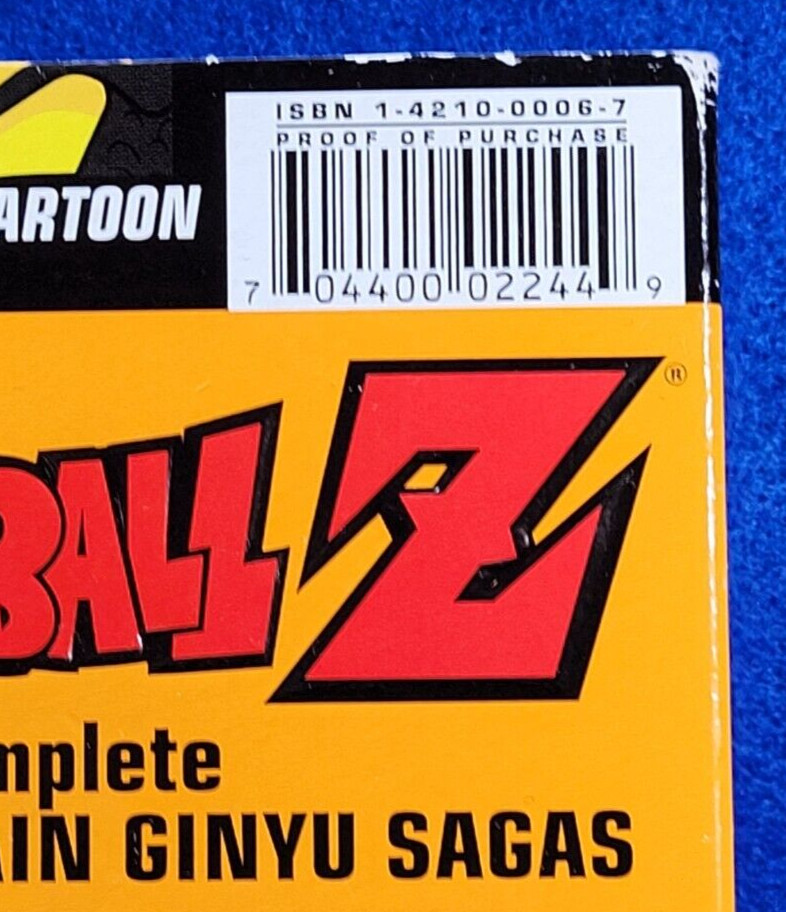 ISBN 1-4210-0006-7
PROOF OF PURCHASE
7 04400 02244 9
ARTOON
BALL Z®
mplete
AIN GINYU SAGAS